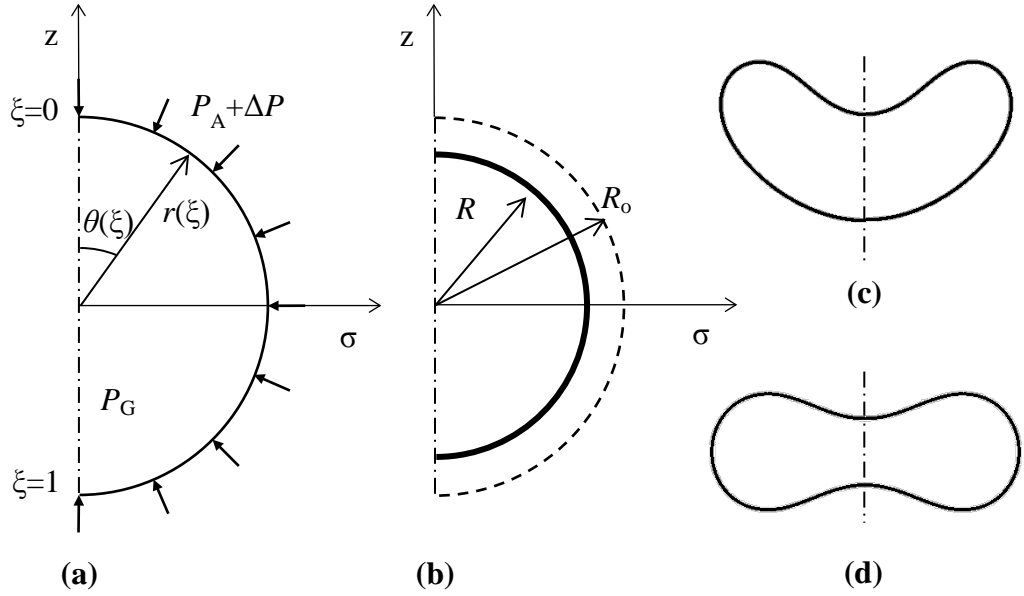 z
ξ=0
P_A+ΔP
θ(ξ)
r(ξ)
σ
P_G
ξ=1
(a)
z
R
R_o
σ
(b)
(c)
(d)